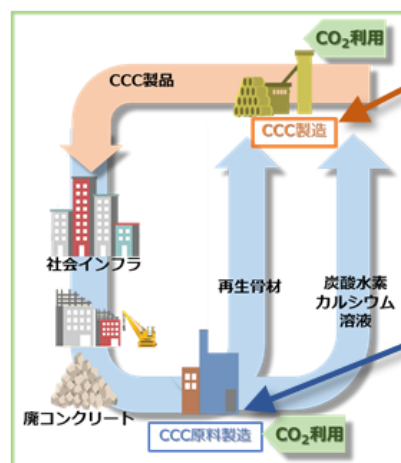 CO₂利用
CCC製品
CCC製造
社会インフラ
再生骨材
炭酸水素
カルシウム
溶液
廃コンクリート
CCC原料製造
CO₂利用